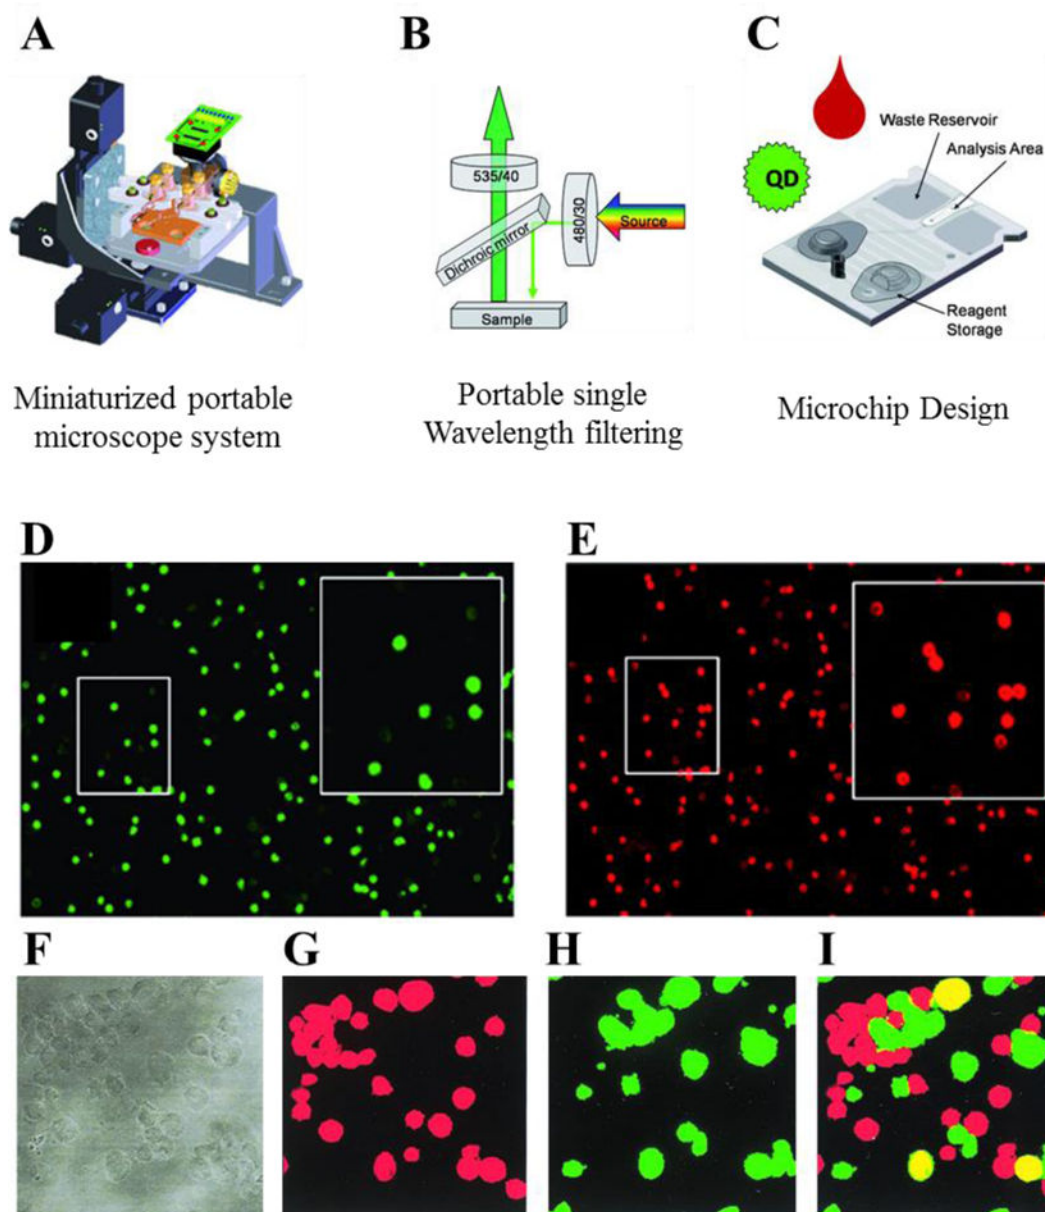 A
B
C
535/40
480/30
Source
Dichroic mirror
Sample
QD
Waste Reservoir
Analysis Area
Reagent
Storage
Miniaturized portable
microscope system
Portable single
Wavelength filtering
Microchip Design
D
E
F
G
H
I